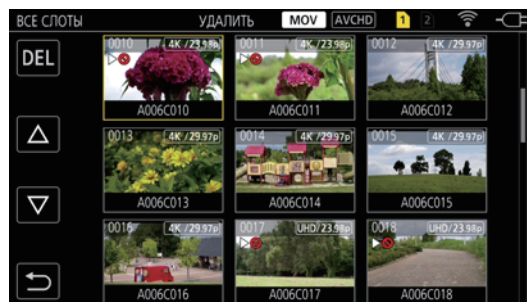 ВСЕ СЛОТЫ УДАЛИТЬ MOV AVCHD 1 2
DEL
0010 4K /23.98p 0011 4K /23.98p 0012 4K /29.97p
A006C010 A006C011 A006C012
0013 4K /29.97p 0014 4K /29.97p 0015 4K /29.97p
A006C013 A006C014 A006C015
0016 4K /29.97p 0017 UHD/23.98p 0018 UHD/23.98p
A006C016 A006C017 A006C018